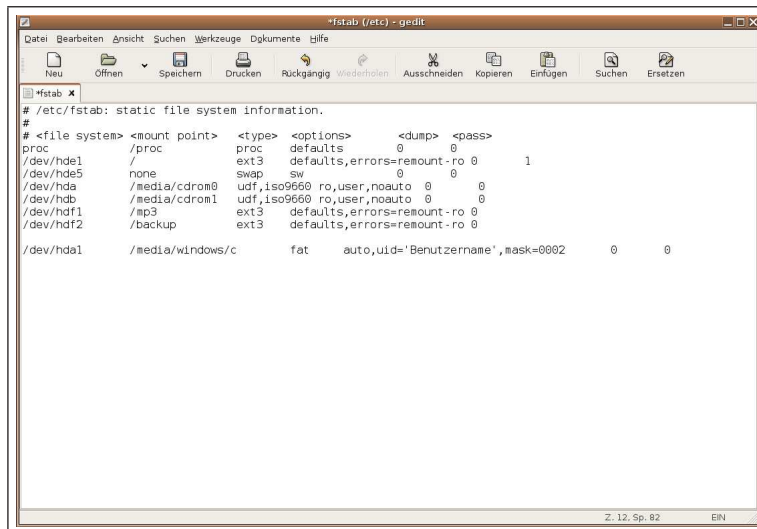 *fstab (/etc) - gedit
Datei Bearbeiten Ansicht Suchen Werkzeuge Dokumente Hilfe
Neu Öffnen Speichern Drucken Rückgängig Wiederholen Ausschneiden Kopieren Einfügen Suchen Ersetzen
*fstab
# /etc/fstab: static file system information.
#
# <file system> <mount point> <type> <options> <dump> <pass>
proc /proc proc defaults 0 0
/dev/hde1 / ext3 defaults,errors=remount-ro 0 1
/dev/hde5 none swap sw 0 0
/dev/hda /media/cdrom0 udf,iso9660 ro,user,noauto 0 0
/dev/hdb /media/cdrom1 udf,iso9660 ro,user,noauto 0 0
/dev/hdf1 /mp3 ext3 defaults,errors=remount-ro 0
/dev/hdf2 /backup ext3 defaults,errors=remount-ro 0
/dev/hda1 /media/windows/c fat auto,uid='Benutzername',mask=0002 0 0
Z. 12, Sp. 82 EIN